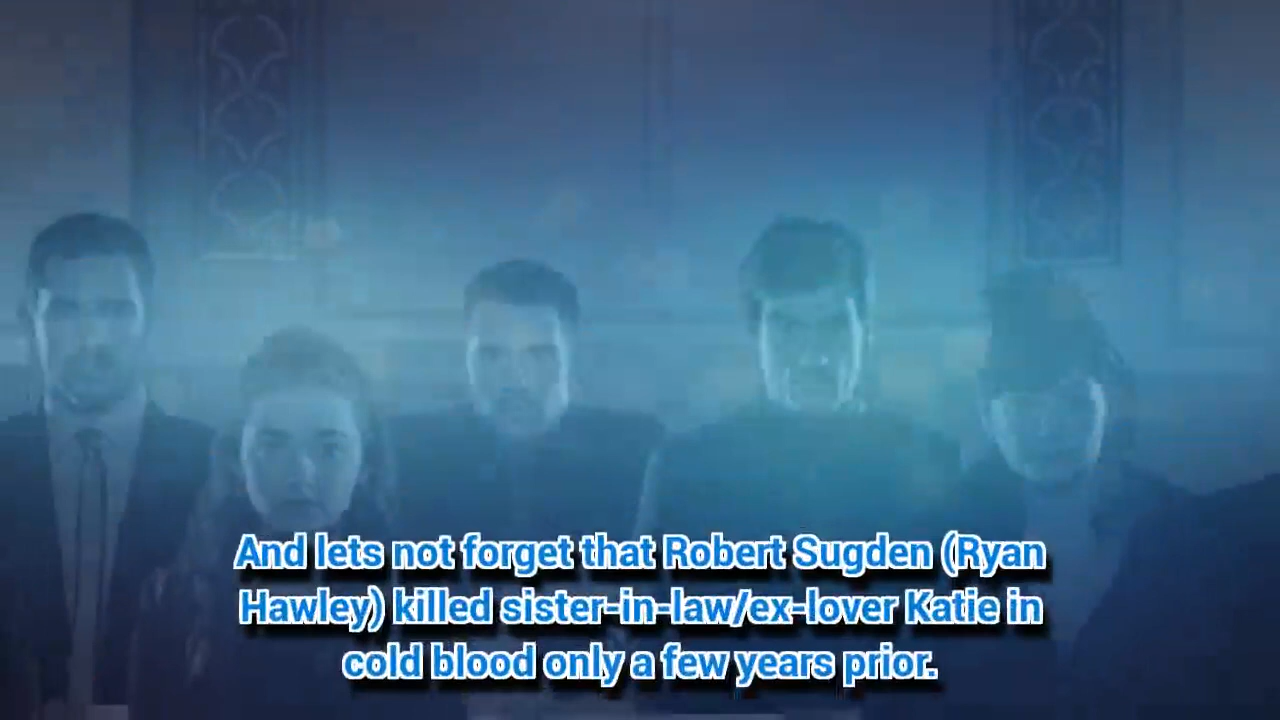 And lets not forget that Robert Sugden (Ryan
Hawley) killed sister-in-law/ex-lover Katie in
cold blood only a few years prior.